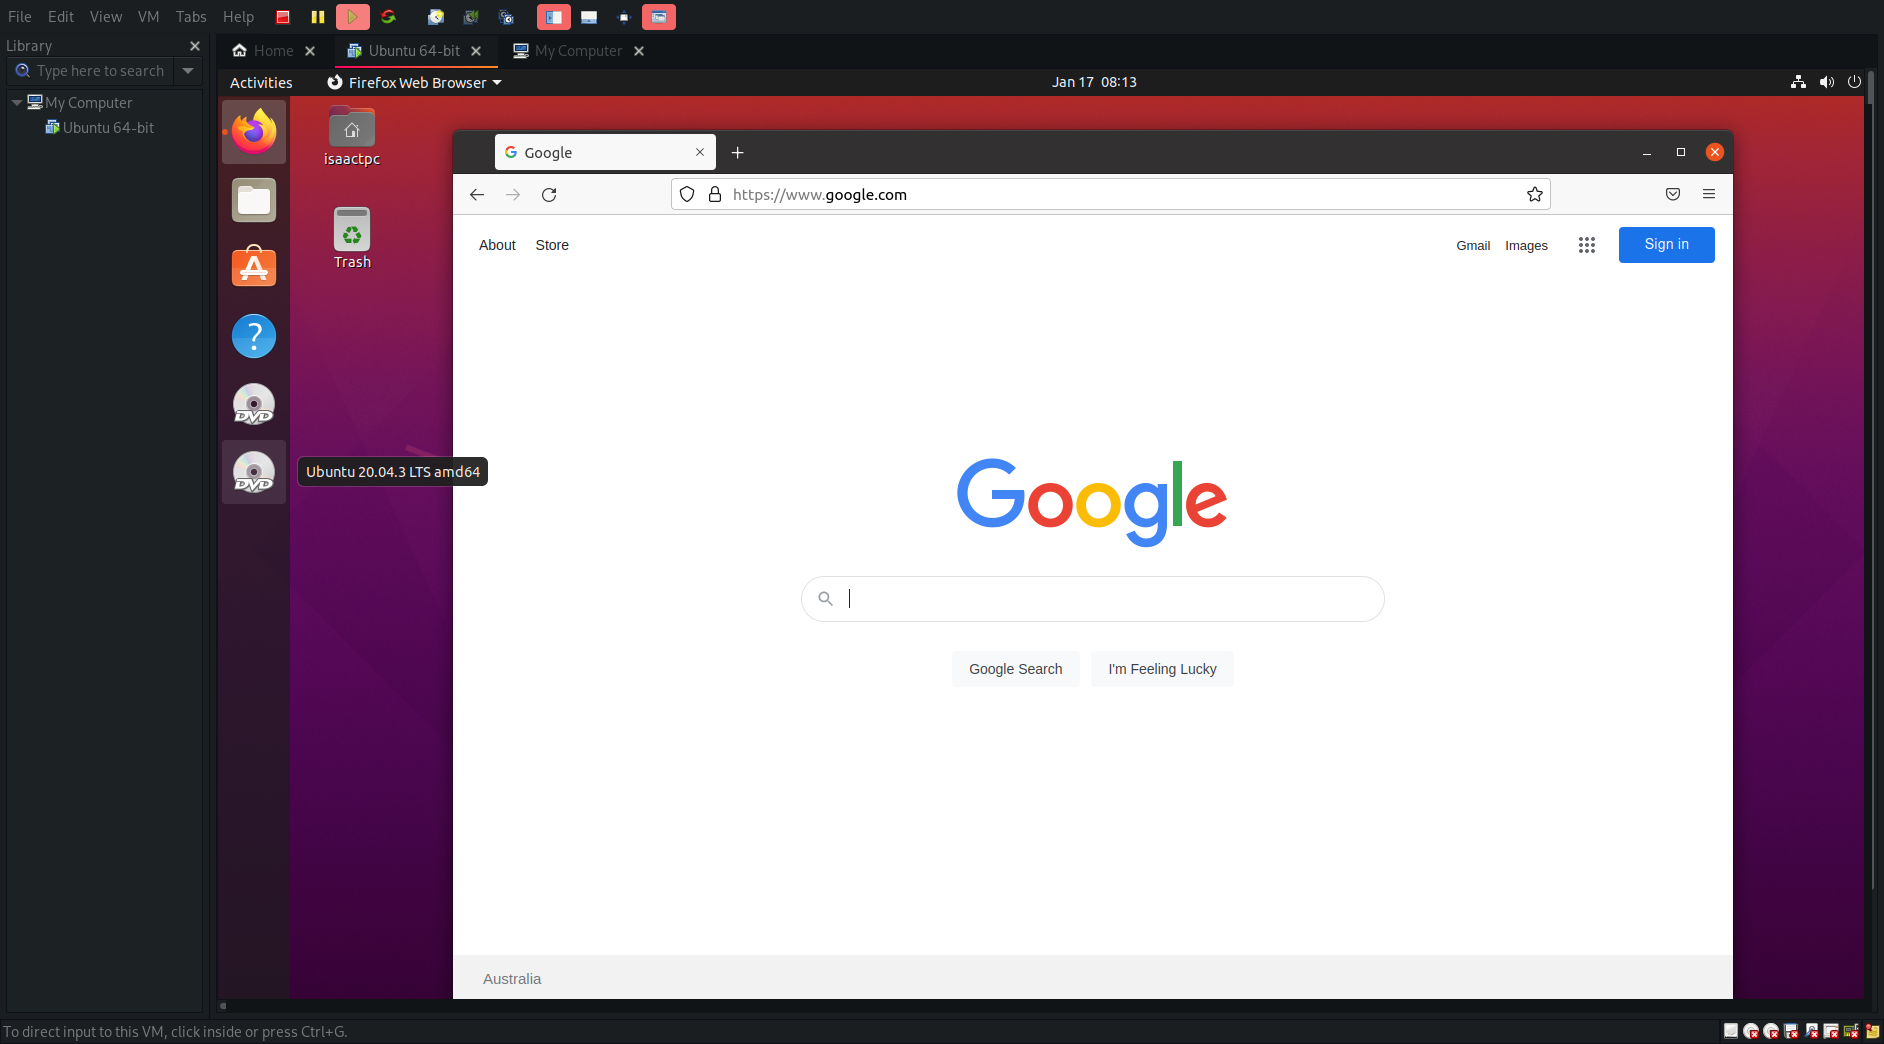 File Edit View VM Tabs Help
Library
Home
Ubuntu 64-bit
My Computer
Type here to search
Activities
Firefox Web Browser
Jan 17 08:13
My Computer
Ubuntu 64-bit
isaactpc
Google
https://www.google.com
About Store
Gmail Images
Sign in
Trash
?
DVD
DVD
Ubuntu 20.04.3 LTS amd64
Google
Google Search
I'm Feeling Lucky
Australia
To direct input to this VM, click inside or press Ctrl+G.